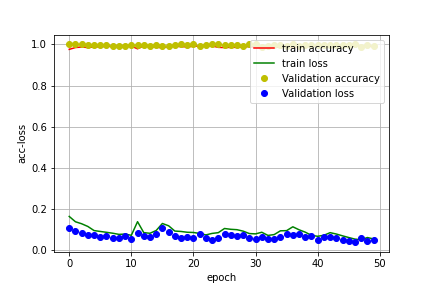 1.0
0.8
0.6
0.4
0.2
0.0
acc-loss
train accuracy
train loss
Validation accuracy
Validation loss
0 10 20 30 40 50
epoch